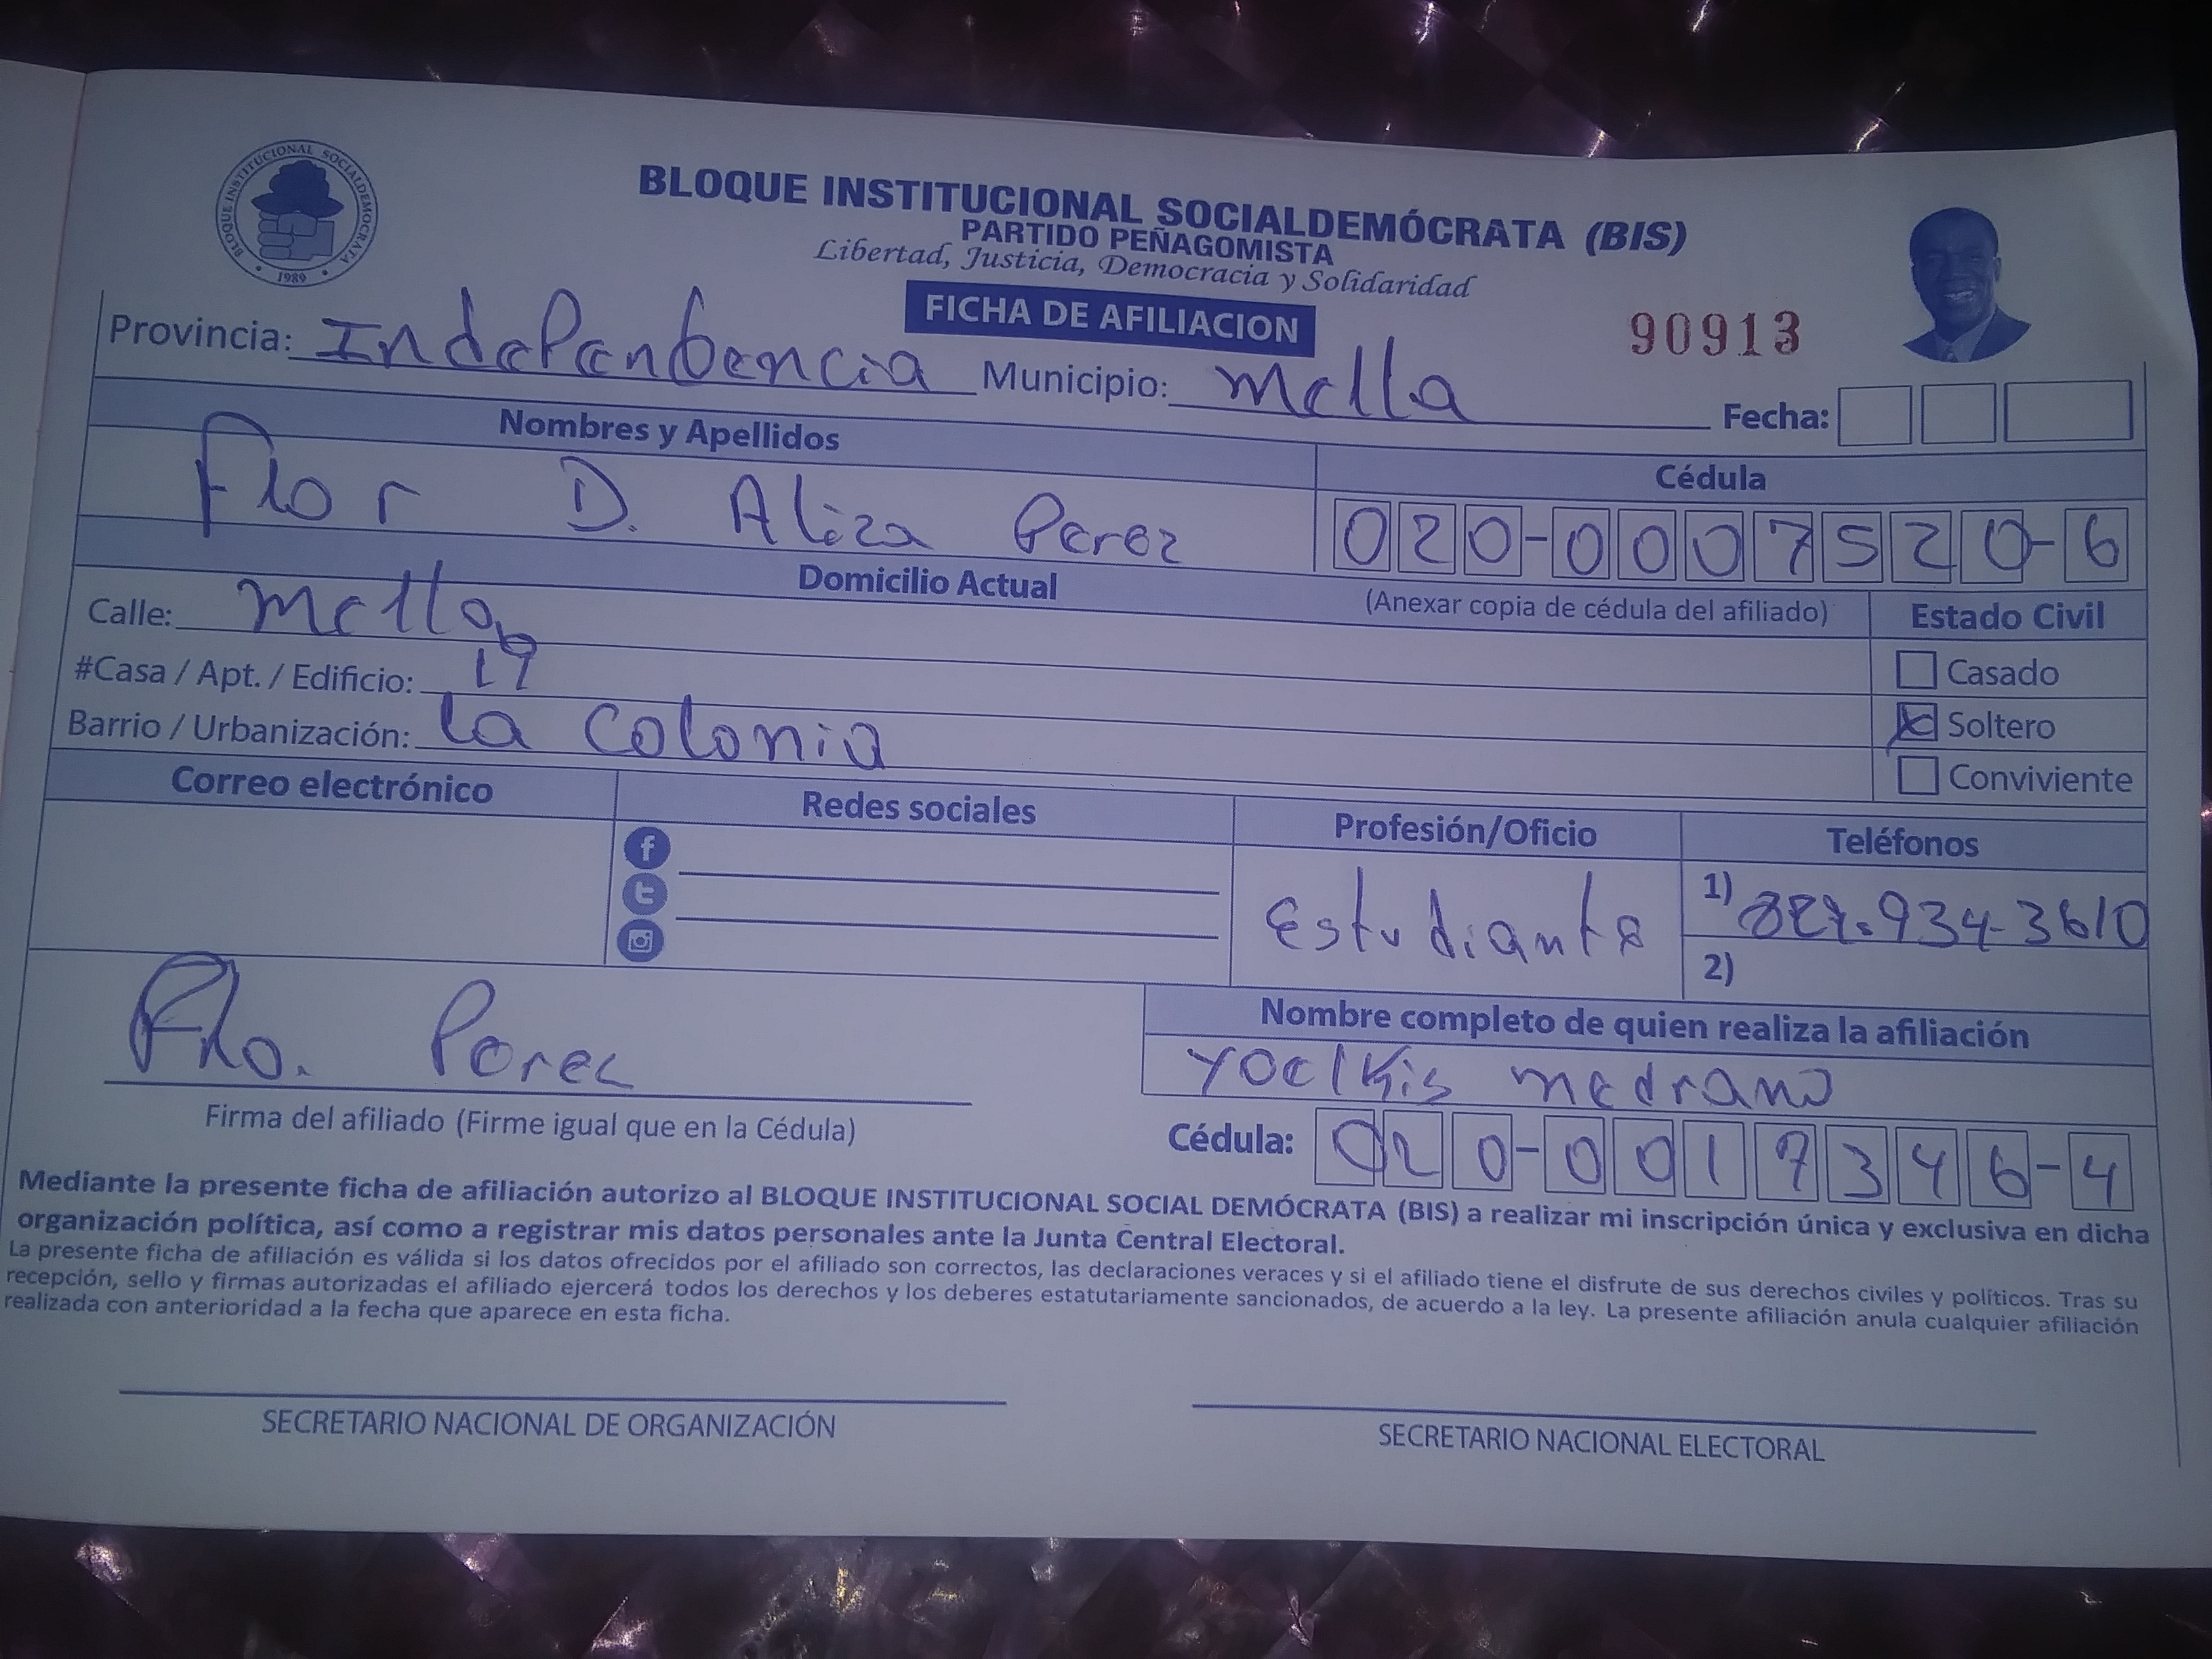 BLOQUE INSTITUCIONAL SOCIALDEMÓCRATA
1989
BLOQUE INSTITUCIONAL SOCIALDEMÓCRATA (BIS)
PARTIDO PEÑAGOMISTA
Libertad, Justicia, Democracia y Solidaridad
FICHA DE AFILIACION
90913
Provincia: Independencia Municipio: Mella Fecha:
Nombres y Apellidos Cédula
Flor D. Aliza Perez 020-0007520-6
Domicilio Actual (Anexar copia de cédula del afiliado) Estado Civil
Calle: Mella
#Casa / Apt. / Edificio: 19
Barrio / Urbanización: La Colonia
Casado
Soltero
Conviviente
Correo electrónico Redes sociales Profesión/Oficio Teléfonos
Estudiante
1) 934-3610
2)
Flo. Perez
Firma del afiliado (Firme igual que en la Cédula)
Nombre completo de quien realiza la afiliación
Yoelkis medrano
Cédula: 020-0017346-4
Mediante la presente ficha de afiliación autorizo al BLOQUE INSTITUCIONAL SOCIAL DEMÓCRATA (BIS) a realizar mi inscripción única y exclusiva en dicha
organización política, así como a registrar mis datos personales ante la Junta Central Electoral.
La presente ficha de afiliación es válida si los datos ofrecidos por el afiliado son correctos, las declaraciones veraces y si el afiliado tiene el disfrute de sus derechos civiles y políticos. Tras su
recepción, sello y firmas autorizadas el afiliado ejercerá todos los derechos y los deberes estatutariamente sancionados, de acuerdo a la ley. La presente afiliación anula cualquier afiliación
realizada con anterioridad a la fecha que aparece en esta ficha.
SECRETARIO NACIONAL DE ORGANIZACIÓN
SECRETARIO NACIONAL ELECTORAL